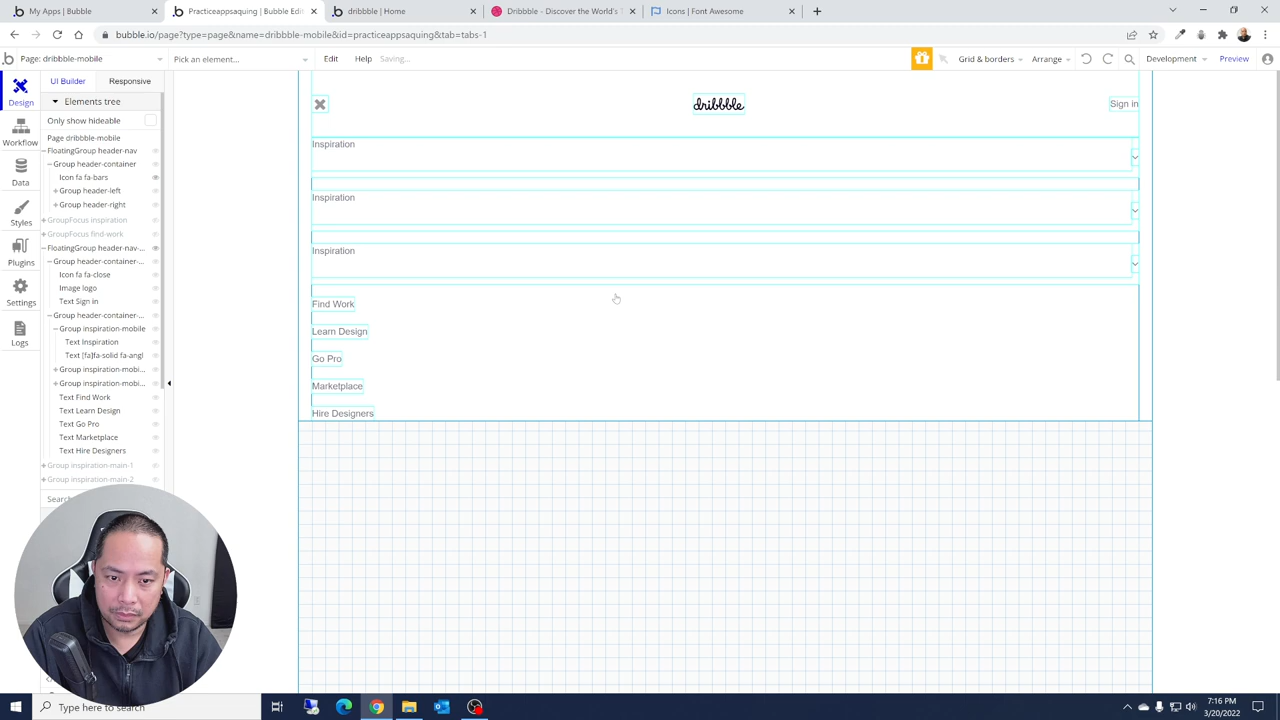 My Apps | Bubble
Practiceappsaquing | Bubble Edit
dribbble | Home
Dribbble - Discover the World's T
Icons | Font Awesome
bubble.io/page?type=page&name=dribbble-mobile&id=practiceappsaquing&tab=tabs-1
Page: dribbble-mobile
Pick an element...
Edit
Help
Saving...
Grid & borders
Arrange
Development
Preview
UI Builder
Responsive
Design
Workflow
Data
Styles
Plugins
Settings
Logs
Elements tree
Only show hideable
Page dribbble-mobile
FloatingGroup header-nav
Group header-container
Icon fa fa-bars
Group header-left
Group header-right
GroupFocus inspiration
GroupFocus find-work
FloatingGroup header-nav-...
Group header-container-...
Icon fa fa-close
Image logo
Text Sign in
Group header-container-...
Group inspiration-mobile
Text Inspiration
Text [fa]fa-solid fa-angl
Group inspiration-mobi...
Group inspiration-mobi...
Text Find Work
Text Learn Design
Text Go Pro
Text Marketplace
Text Hire Designers
Group inspiration-main-1
Group inspiration-main-2
dribbble
Sign in
Inspiration
Inspiration
Inspiration
Find Work
Learn Design
Go Pro
Marketplace
Hire Designers
Type here to search
7:16 PM
3/20/2022